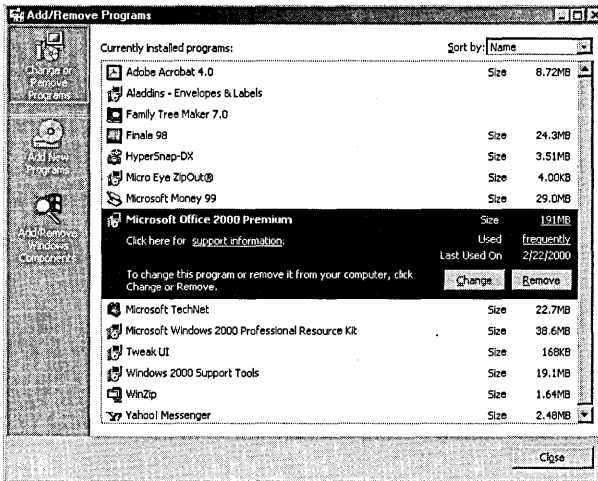 Add/Remove Programs
Change or
Remove
Programs
Add New
Programs
Add/Remove
Windows
Components
Currently installed programs: Sort by: Name
Adobe Acrobat 4.0 Size 8.72MB
Aladdins - Envelopes & Labels
Family Tree Maker 7.0
Finale 98 Size 24.3MB
HyperSnap-DX Size 3.51MB
Micro Eye ZipOut® Size 4.00KB
Microsoft Money 99 Size 29.0MB
Microsoft Office 2000 Premium Size 191MB
Click here for support information. Used frequently
Last Used On 2/22/2000
To change this program or remove it from your computer, click
Change or Remove.
Change Remove
Microsoft TechNet Size 22.7MB
Microsoft Windows 2000 Professional Resource Kit Size 38.6MB
Tweak UI Size 168KB
Windows 2000 Support Tools Size 19.1MB
WinZip Size 1.64MB
Yahoo! Messenger Size 2.48MB
Close